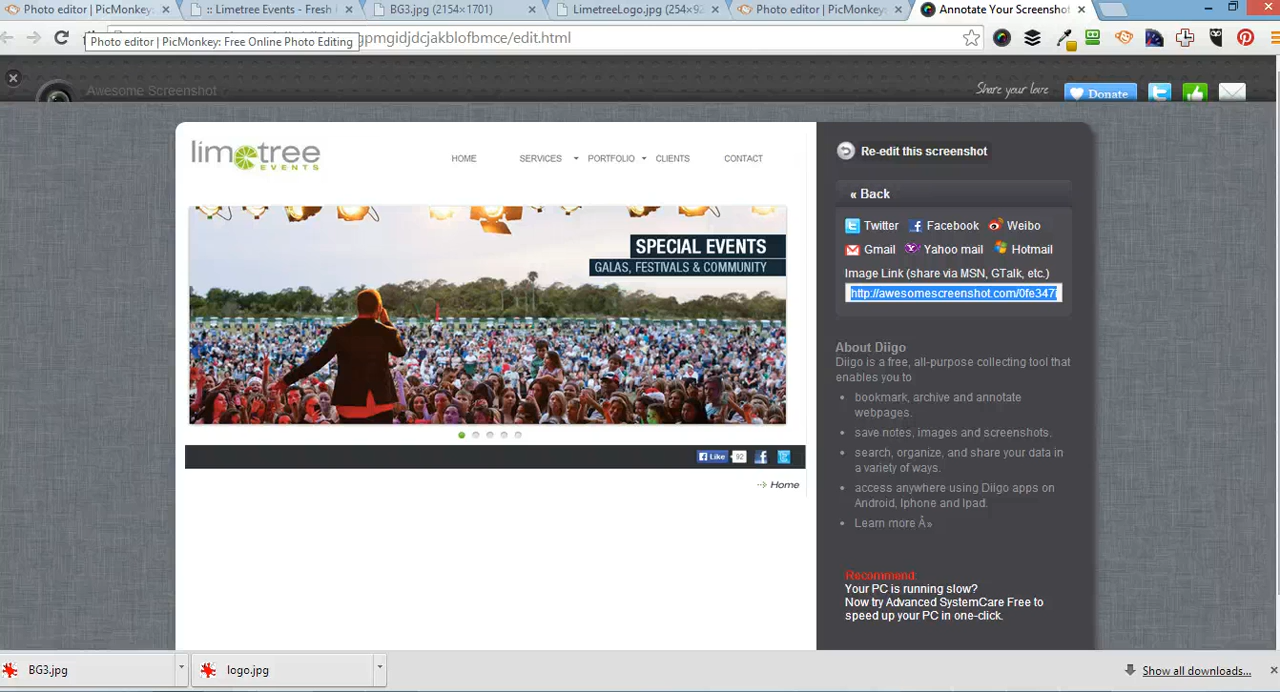 Photo editor | PicMonkey:
:: Limetree Events - Fresh
BG3.jpg (2154×1701)
LimetreeLogo.jpg (254×92
Photo editor | PicMonkey:
Annotate Your Screenshot
Photo editor | PicMonkey: Free Online Photo Editing
gpmgidjdcjakblofbmce/edit.html
Awesome Screenshot
Share your love
Donate
limetree
EVENTS
HOME SERVICES PORTFOLIO CLIENTS CONTACT
SPECIAL EVENTS
GALAS, FESTIVALS & COMMUNITY
Like 92
Home
Re-edit this screenshot
« Back
Twitter Facebook Weibo
Gmail Yahoo mail Hotmail
Image Link (share via MSN, GTalk, etc.)
http://awesomescreenshot.com/0fe347
About Diigo
Diigo is a free, all-purpose collecting tool that
enables you to
bookmark, archive and annotate
webpages.
save notes, images and screenshots.
search, organize, and share your data in
a variety of ways.
access anywhere using Diigo apps on
Android, Iphone and Ipad.
Learn more Â»
Recommend:
Your PC is running slow?
Now try Advanced SystemCare Free to
speed up your PC in one-click.
BG3.jpg
logo.jpg
Show all downloads...